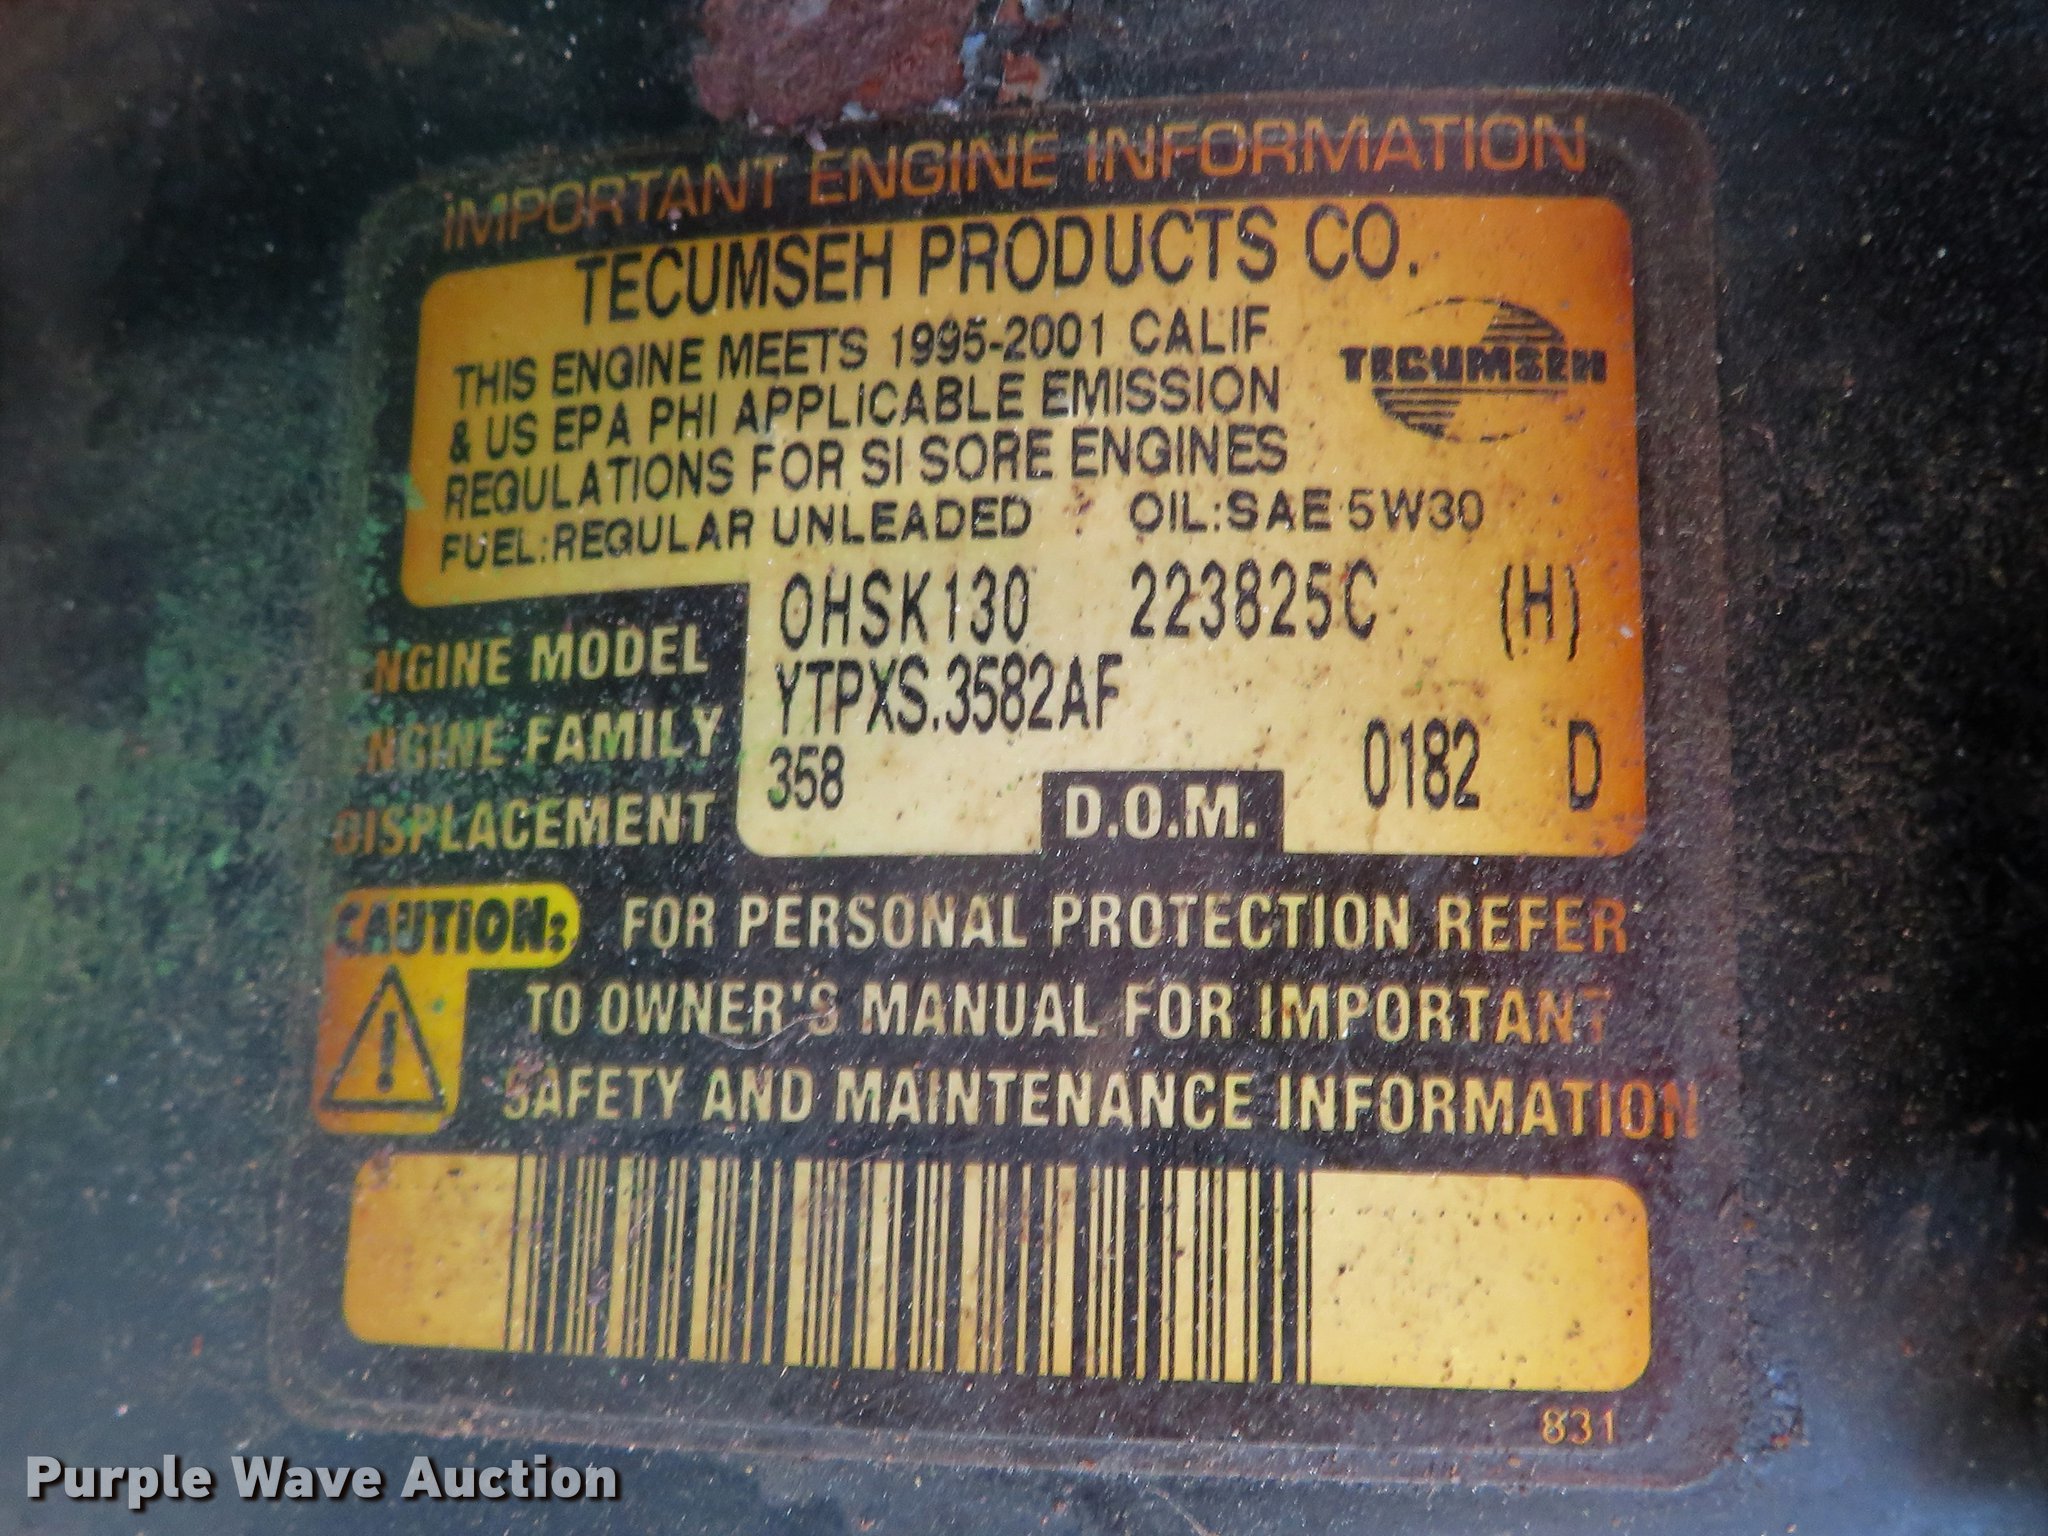 IMPORTANT ENGINE INFORMATION
TECUMSEH PRODUCTS CO.
THIS ENGINE MEETS 1995-2001 CALIF
& US EPA PHI APPLICABLE EMISSION
REGULATIONS FOR SI SORE ENGINES
TECUMSEH
FUEL:REGULAR UNLEADED OIL:SAE 5W30
ENGINE MODEL OHSK130 223825C (H)
ENGINE FAMILY YTPXS.3582AF
DISPLACEMENT 358 D.O.M. 0182 D
CAUTION: FOR PERSONAL PROTECTION REFER
TO OWNER'S MANUAL FOR IMPORTANT
SAFETY AND MAINTENANCE INFORMATION
831
Purple Wave Auction